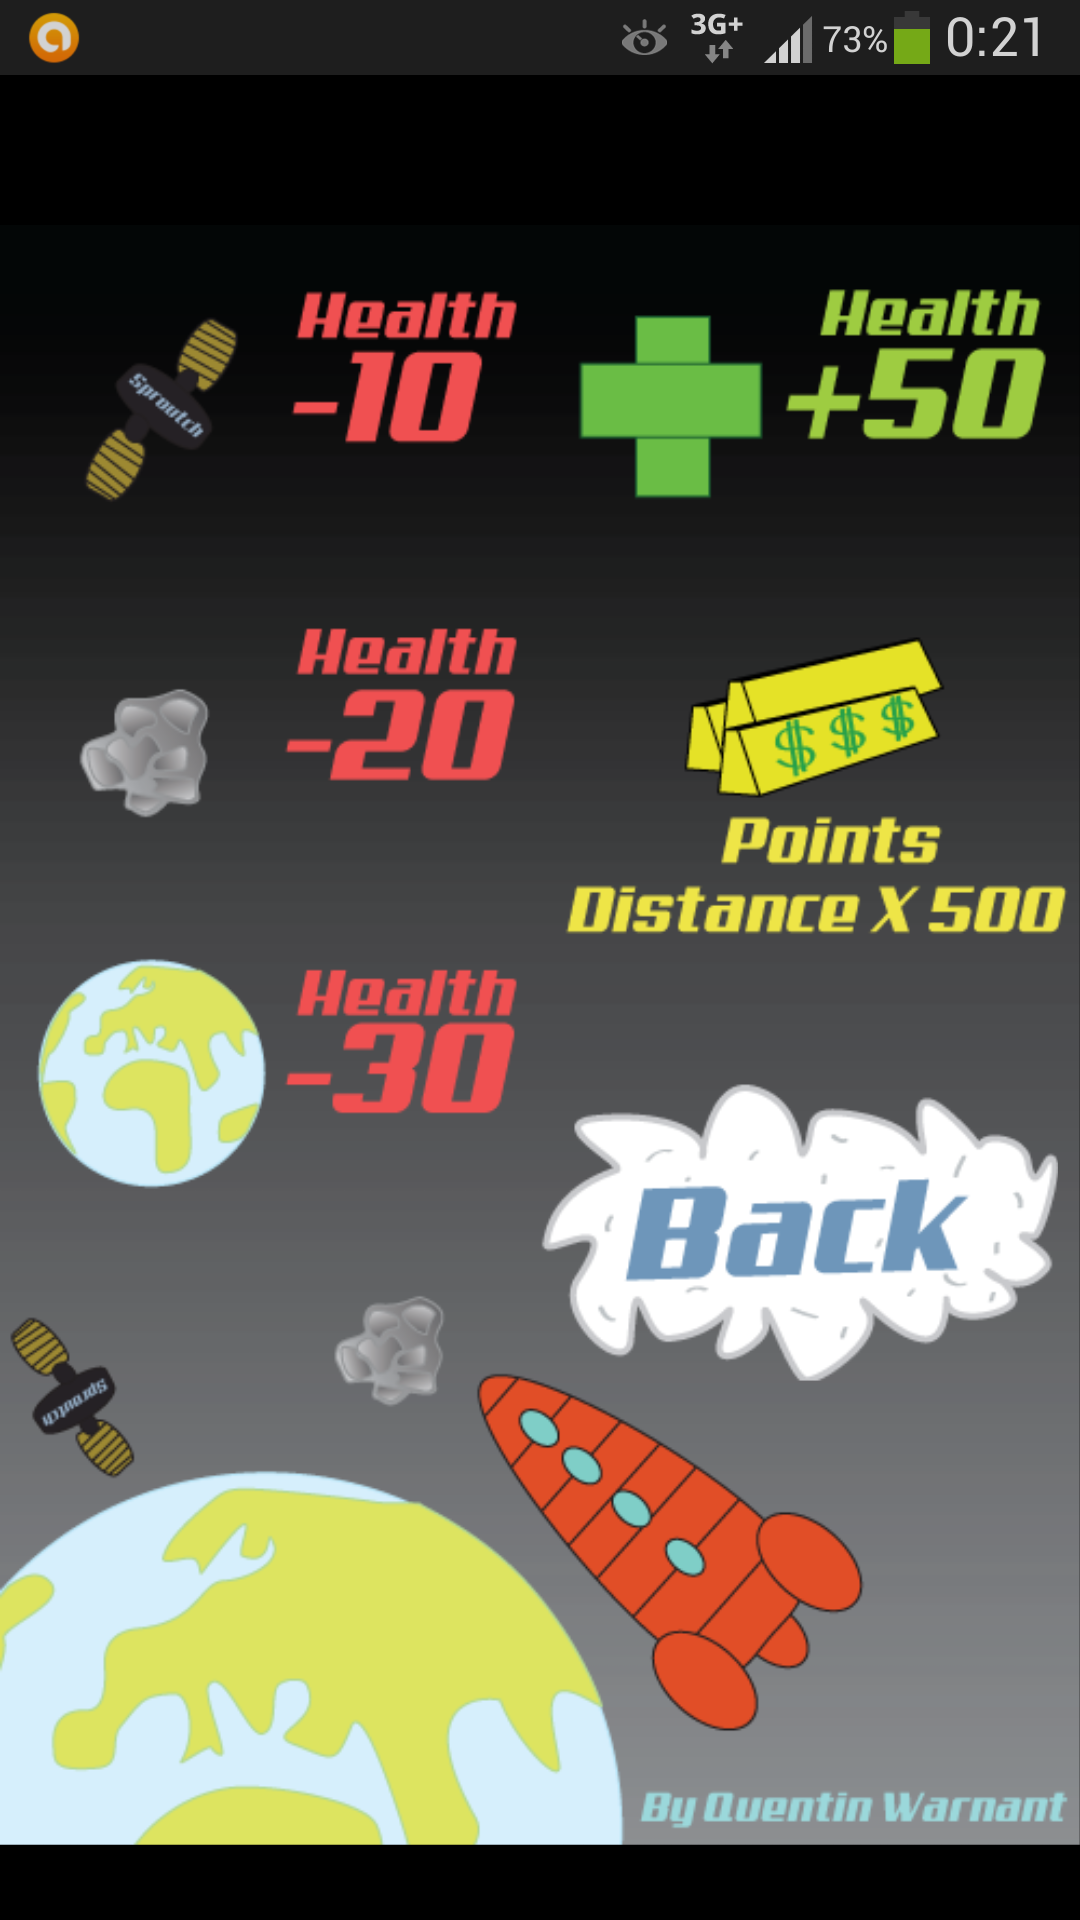 3G+ 73% 0:21
Health
-10
Health
+50
Sproutch
Health
-20
$ $ $
Points
Distance X 500
Health
-30
Back
Sproutch
By Quentin Warnant